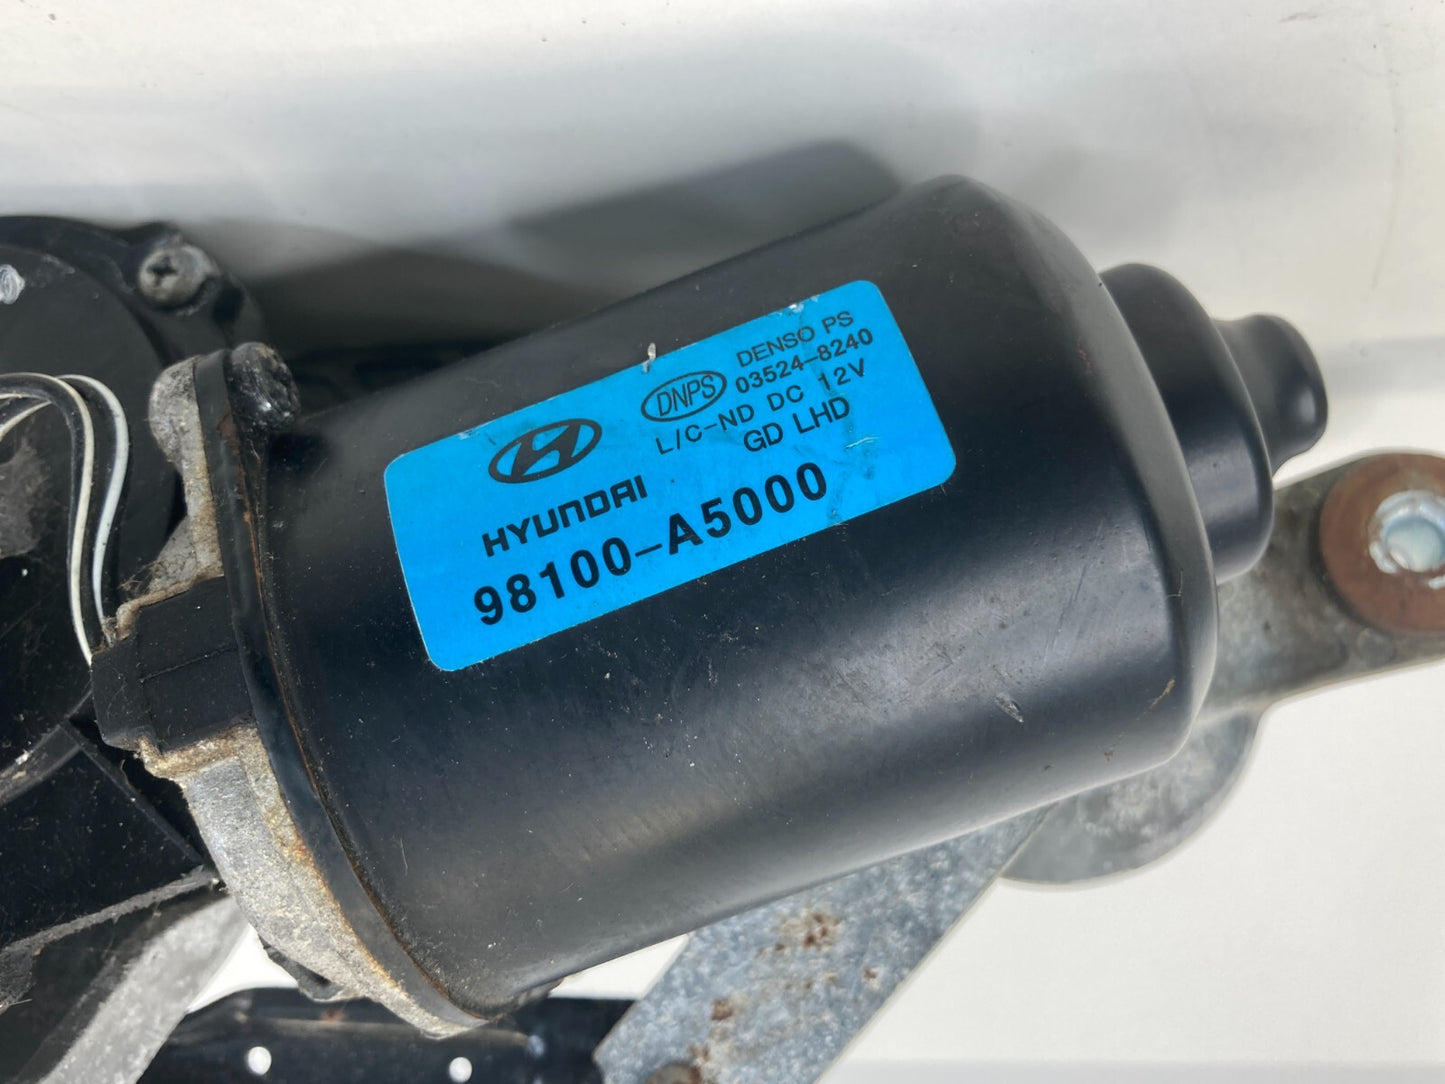 HYUNDAI
98100-A5000
DNPS
DENSO PS
03524-8240
L/C-ND DC 12V
GD LHD